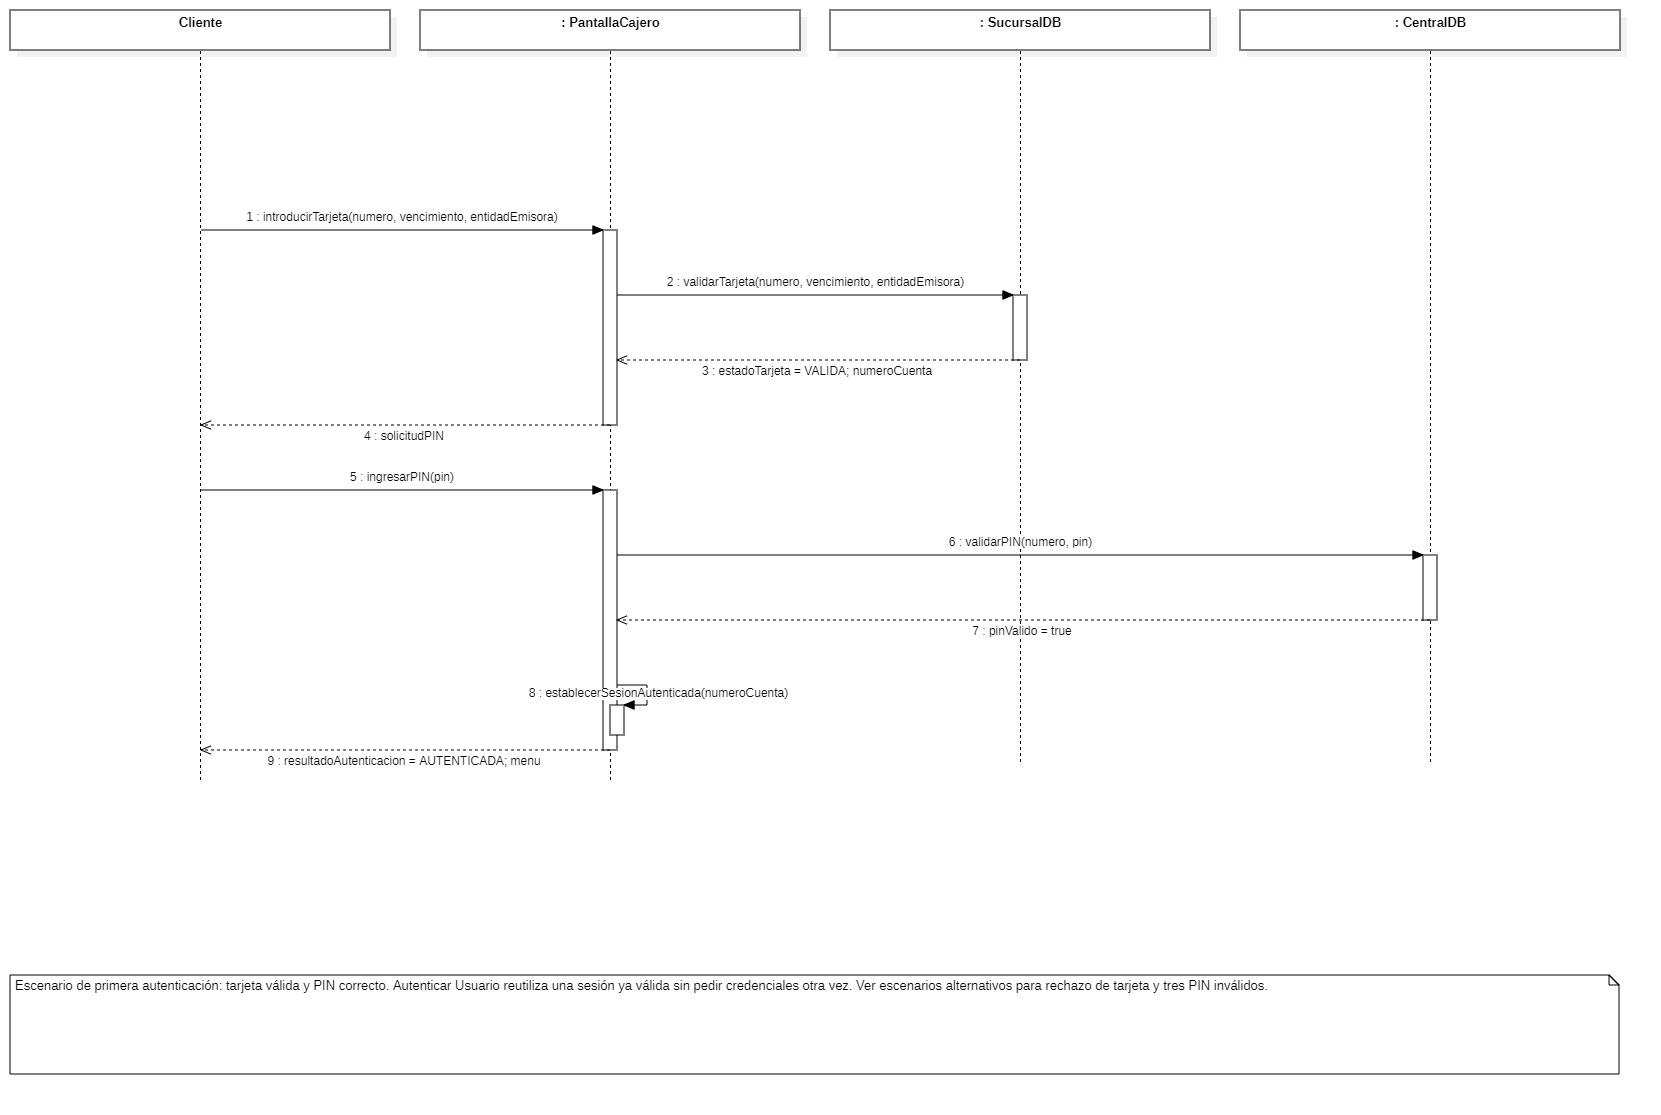 Cliente
: PantallaCajero
: SucursalDB
: CentralDB
1 : introducirTarjeta(numero, vencimiento, entidadEmisora)
2 : validarTarjeta(numero, vencimiento, entidadEmisora)
3 : estadoTarjeta = VALIDA; numeroCuenta
4 : solicitudPIN
5 : ingresarPIN(pin)
6 : validarPIN(numero, pin)
7 : pinValido = true
8 : establecerSesionAutenticada(numeroCuenta)
9 : resultadoAutenticacion = AUTENTICADA; menu
Escenario de primera autenticación: tarjeta válida y PIN correcto. Autenticar Usuario reutiliza una sesión ya válida sin pedir credenciales otra vez. Ver escenarios alternativos para rechazo de tarjeta y tres PIN inválidos.